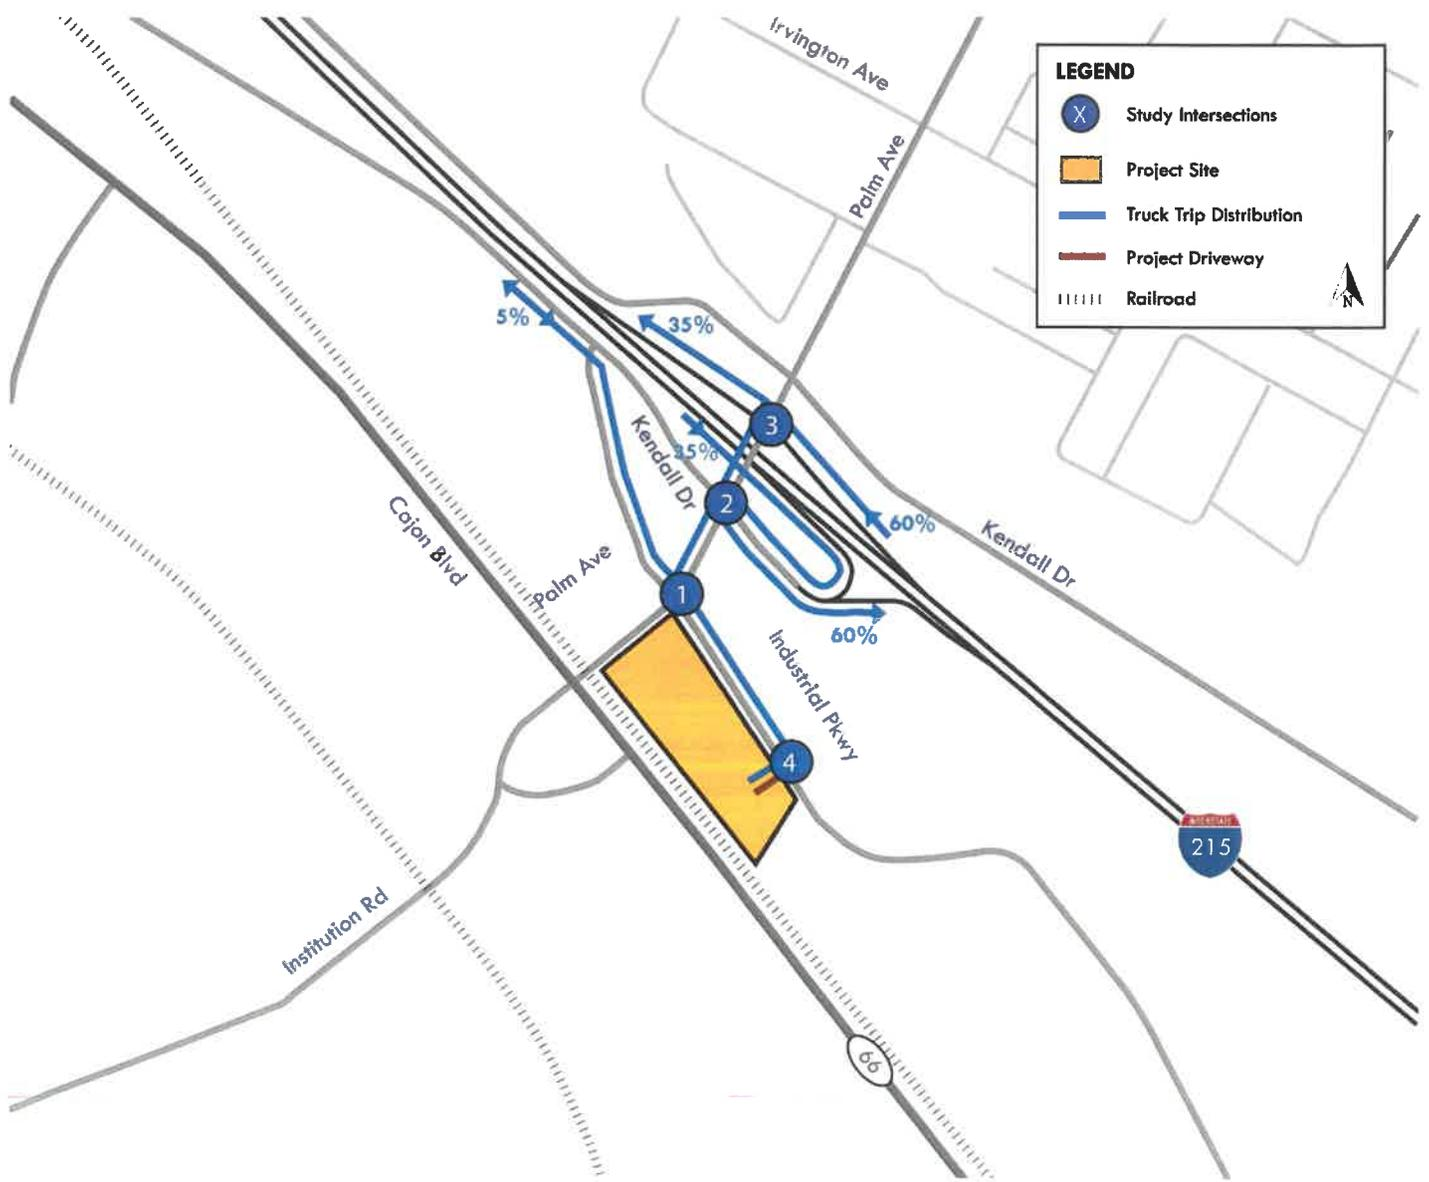 Irvington Ave
Palm Ave
LEGEND
X
Study Intersections
Project Site
Truck Trip Distribution
Project Driveway
Railroad
N
5%
35%
3
35%
Kendall Dr
2
60%
Kendall Dr
Cajon Blvd
Palm Ave
1
60%
Industrial Pkwy
4
INTERSTATE
215
Institution Rd
66